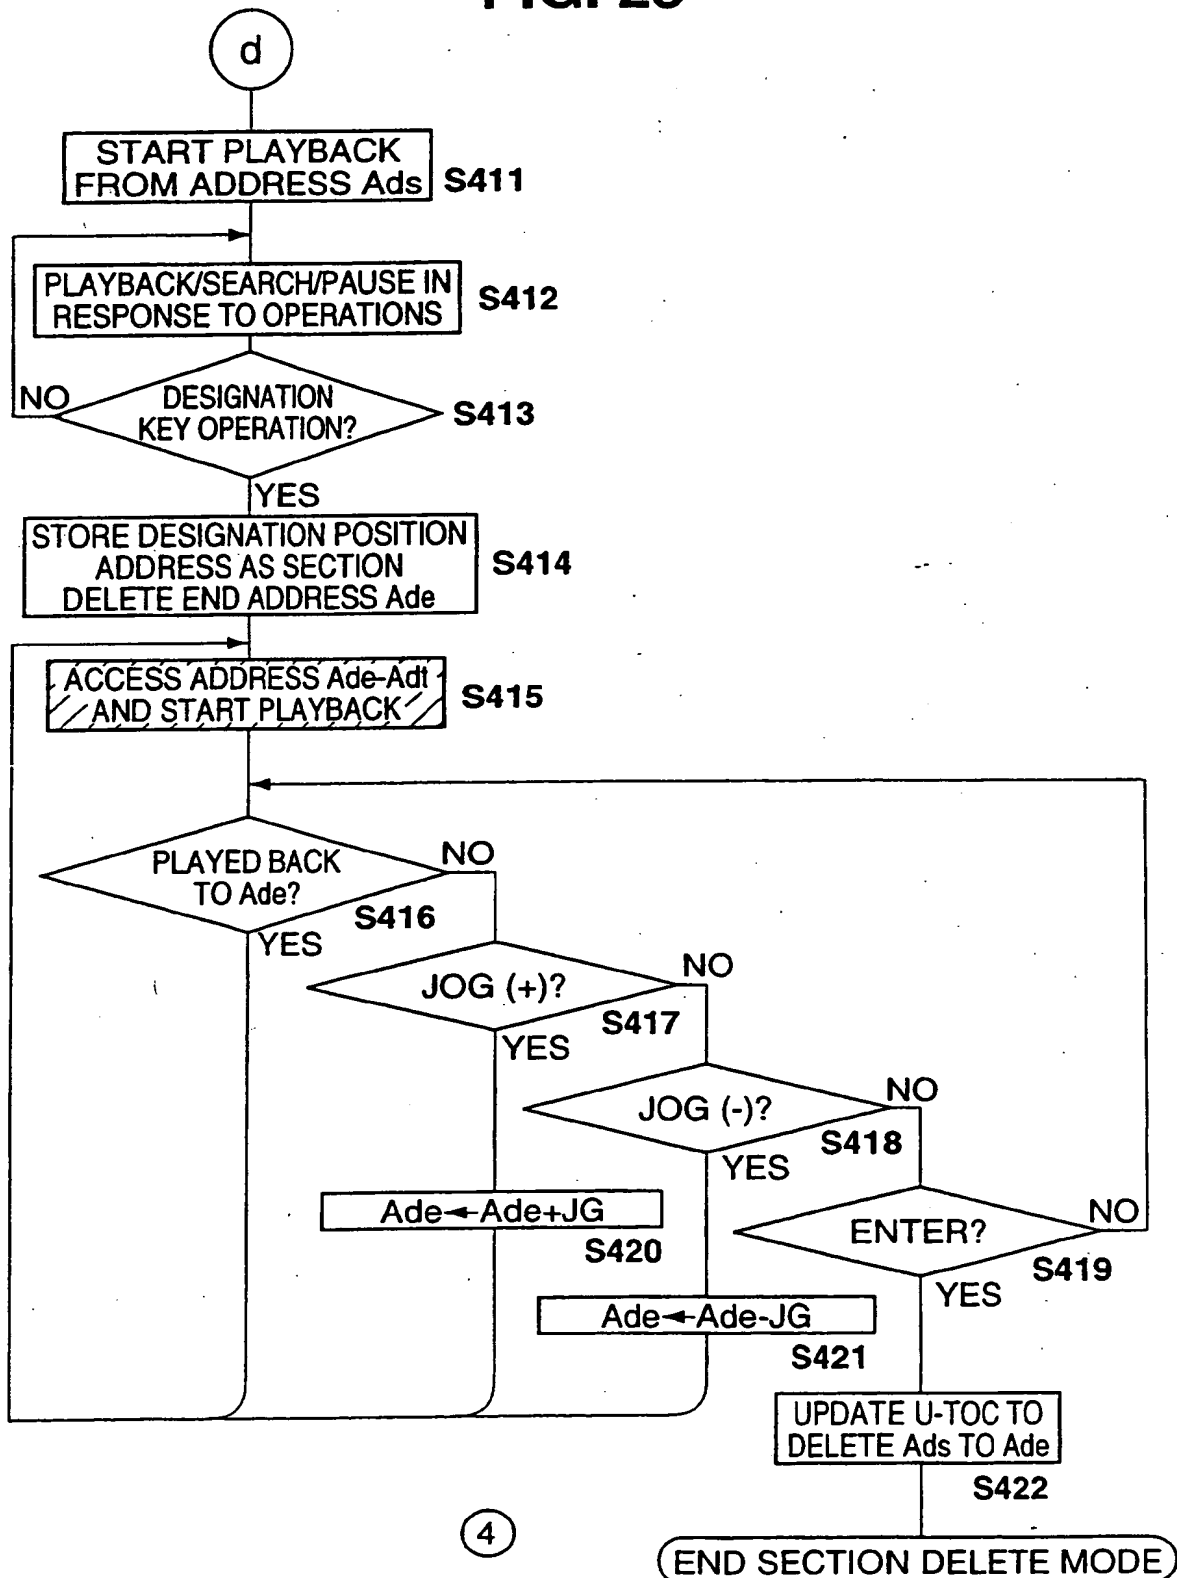 d
START PLAYBACK
FROM ADDRESS Ads
S411
PLAYBACK/SEARCH/PAUSE IN
RESPONSE TO OPERATIONS
S412
NO
DESIGNATION
KEY OPERATION?
S413
YES
STORE DESIGNATION POSITION
ADDRESS AS SECTION
DELETE END ADDRESS Ade
S414
ACCESS ADDRESS Ade-Adt
AND START PLAYBACK
S415
PLAYED BACK
TO Ade?
NO
S416
YES
JOG (+)?
NO
S417
YES
JOG (-)?
NO
S418
YES
Ade←Ade+JG
S420
ENTER?
NO
S419
YES
Ade←Ade-JG
S421
UPDATE U-TOC TO
DELETE Ads TO Ade
S422
4
END SECTION DELETE MODE